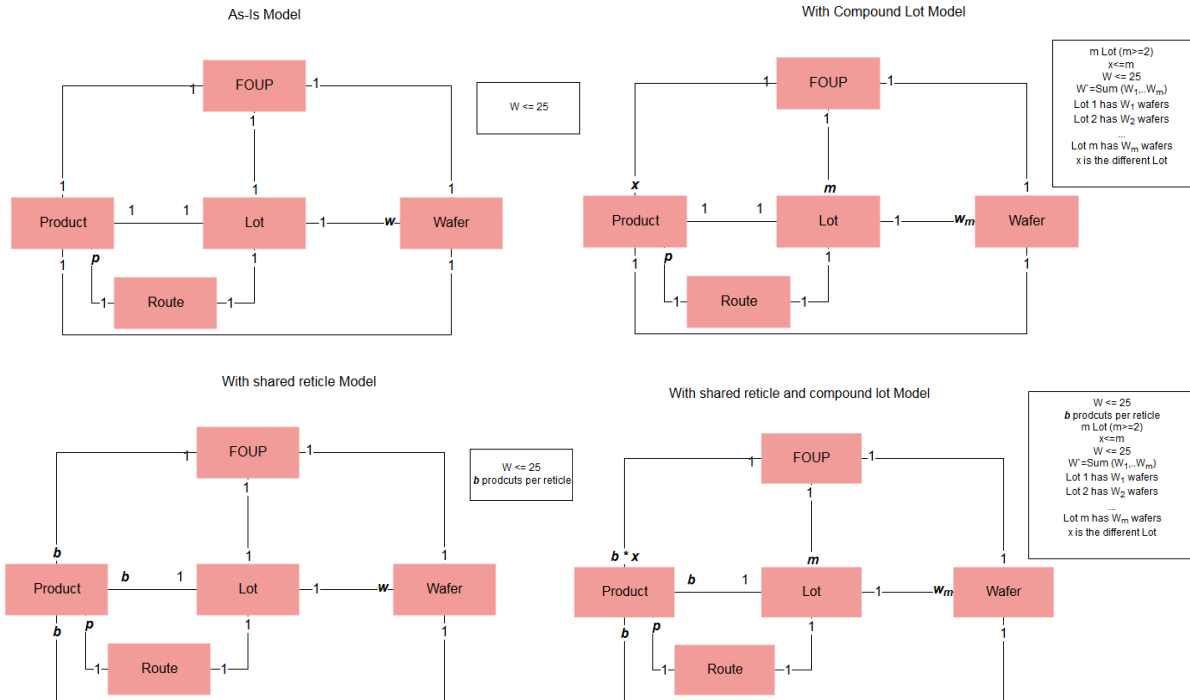 As-Is Model
FOUP
1
1
1
W <= 25
1
1
1
Product
1
1
Lot
1
w
Wafer
p
1
1
1
1
Route
1
With Compound Lot Model
FOUP
1
1
1
m Lot (m>=2)
x<=m
W <= 25
W`=Sum (W1,..Wm)
Lot 1 has W1 wafers
Lot 2 has W2 wafers
...
Lot m has Wm wafers
x is the different Lot
x
m
1
Product
1
1
Lot
1
wm
Wafer
p
1
1
1
1
Route
1
With shared reticle Model
FOUP
1
1
1
W <= 25
b prodcuts per reticle
b
1
1
Product
b
1
Lot
1
w
Wafer
b
p
1
1
1
Route
1
With shared reticle and compound lot Model
FOUP
1
1
1
W <= 25
b prodcuts per reticle
m Lot (m>=2)
x<=m
W <= 25
W`=Sum (W1,..Wm)
Lot 1 has W1 wafers
Lot 2 has W2 wafers
...
Lot m has Wm wafers
x is the different Lot
b * x
m
1
Product
b
1
Lot
1
wm
Wafer
b
p
1
1
1
Route
1